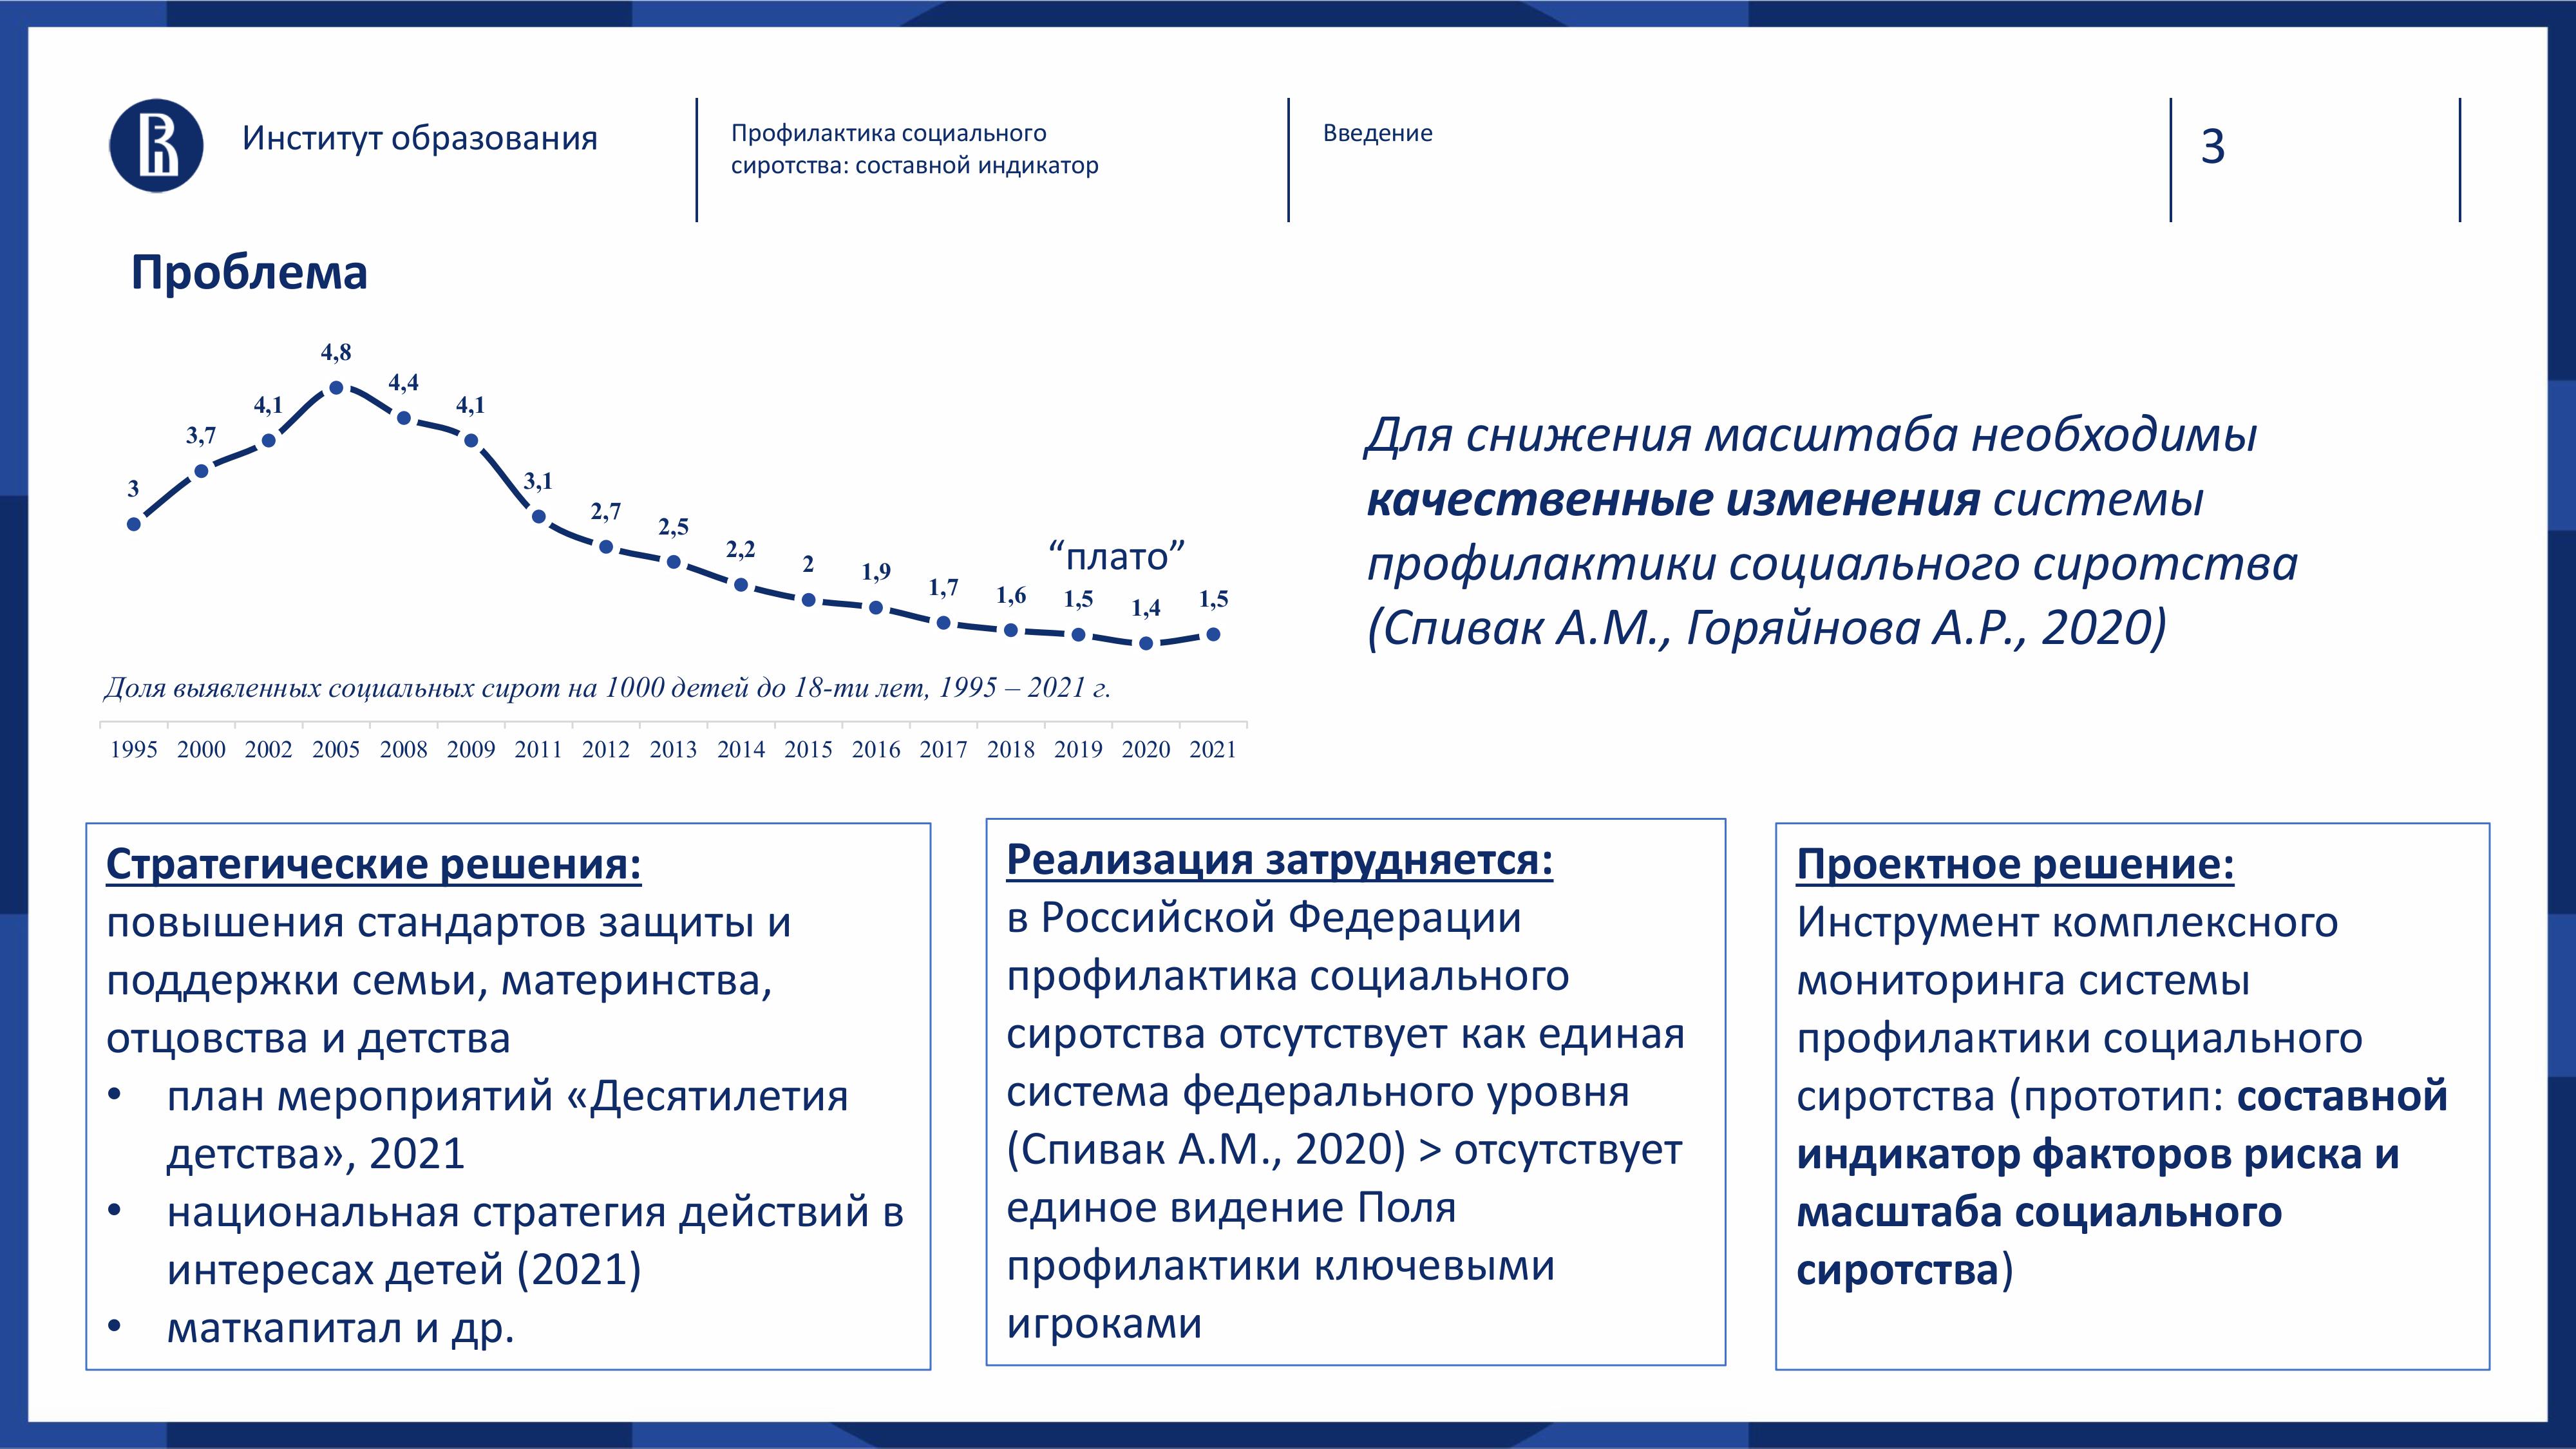 Институт образования
Профилактика социального
сиротства: составной индикатор
Введение
3
Проблема
4,8
4,4
4,1
4,1
3,7
3
3,1
2,7
2,5
2,2
2
1,9
1,7
1,6
“плато”
1,5
1,4
1,5
Доля выявленных социальных сирот на 1000 детей до 18-ти лет, 1995 – 2021 г.
1995 2000 2002 2005 2008 2009 2011 2012 2013 2014 2015 2016 2017 2018 2019 2020 2021
Для снижения масштаба необходимы
качественные изменения системы
профилактики социального сиротства
(Спивак А.М., Горяйнова А.Р., 2020)
Стратегические решения:
повышения стандартов защиты и
поддержки семьи, материнства,
отцовства и детства
• план мероприятий «Десятилетия
детства», 2021
• национальная стратегия действий в
интересах детей (2021)
• маткапитал и др.
Реализация затрудняется:
в Российской Федерации
профилактика социального
сиротства отсутствует как единая
система федерального уровня
(Спивак А.М., 2020) > отсутствует
единое видение Поля
профилактики ключевыми
игроками
Проектное решение:
Инструмент комплексного
мониторинга системы
профилактики социального
сиротства (прототип: составной
индикатор факторов риска и
масштаба социального
сиротства)